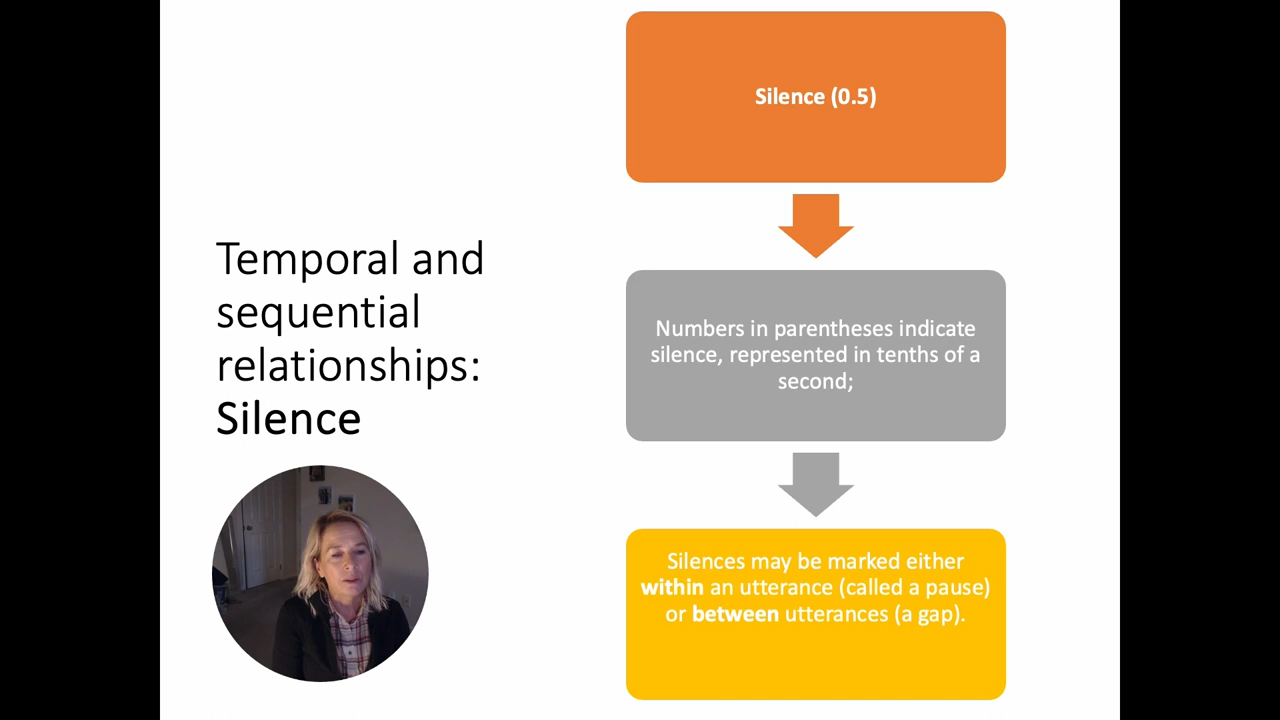 Temporal and
sequential
relationships:
Silence
Silence (0.5)
Numbers in parentheses indicate
silence, represented in tenths of a
second;
Silences may be marked either
within an utterance (called a pause)
or between utterances (a gap).